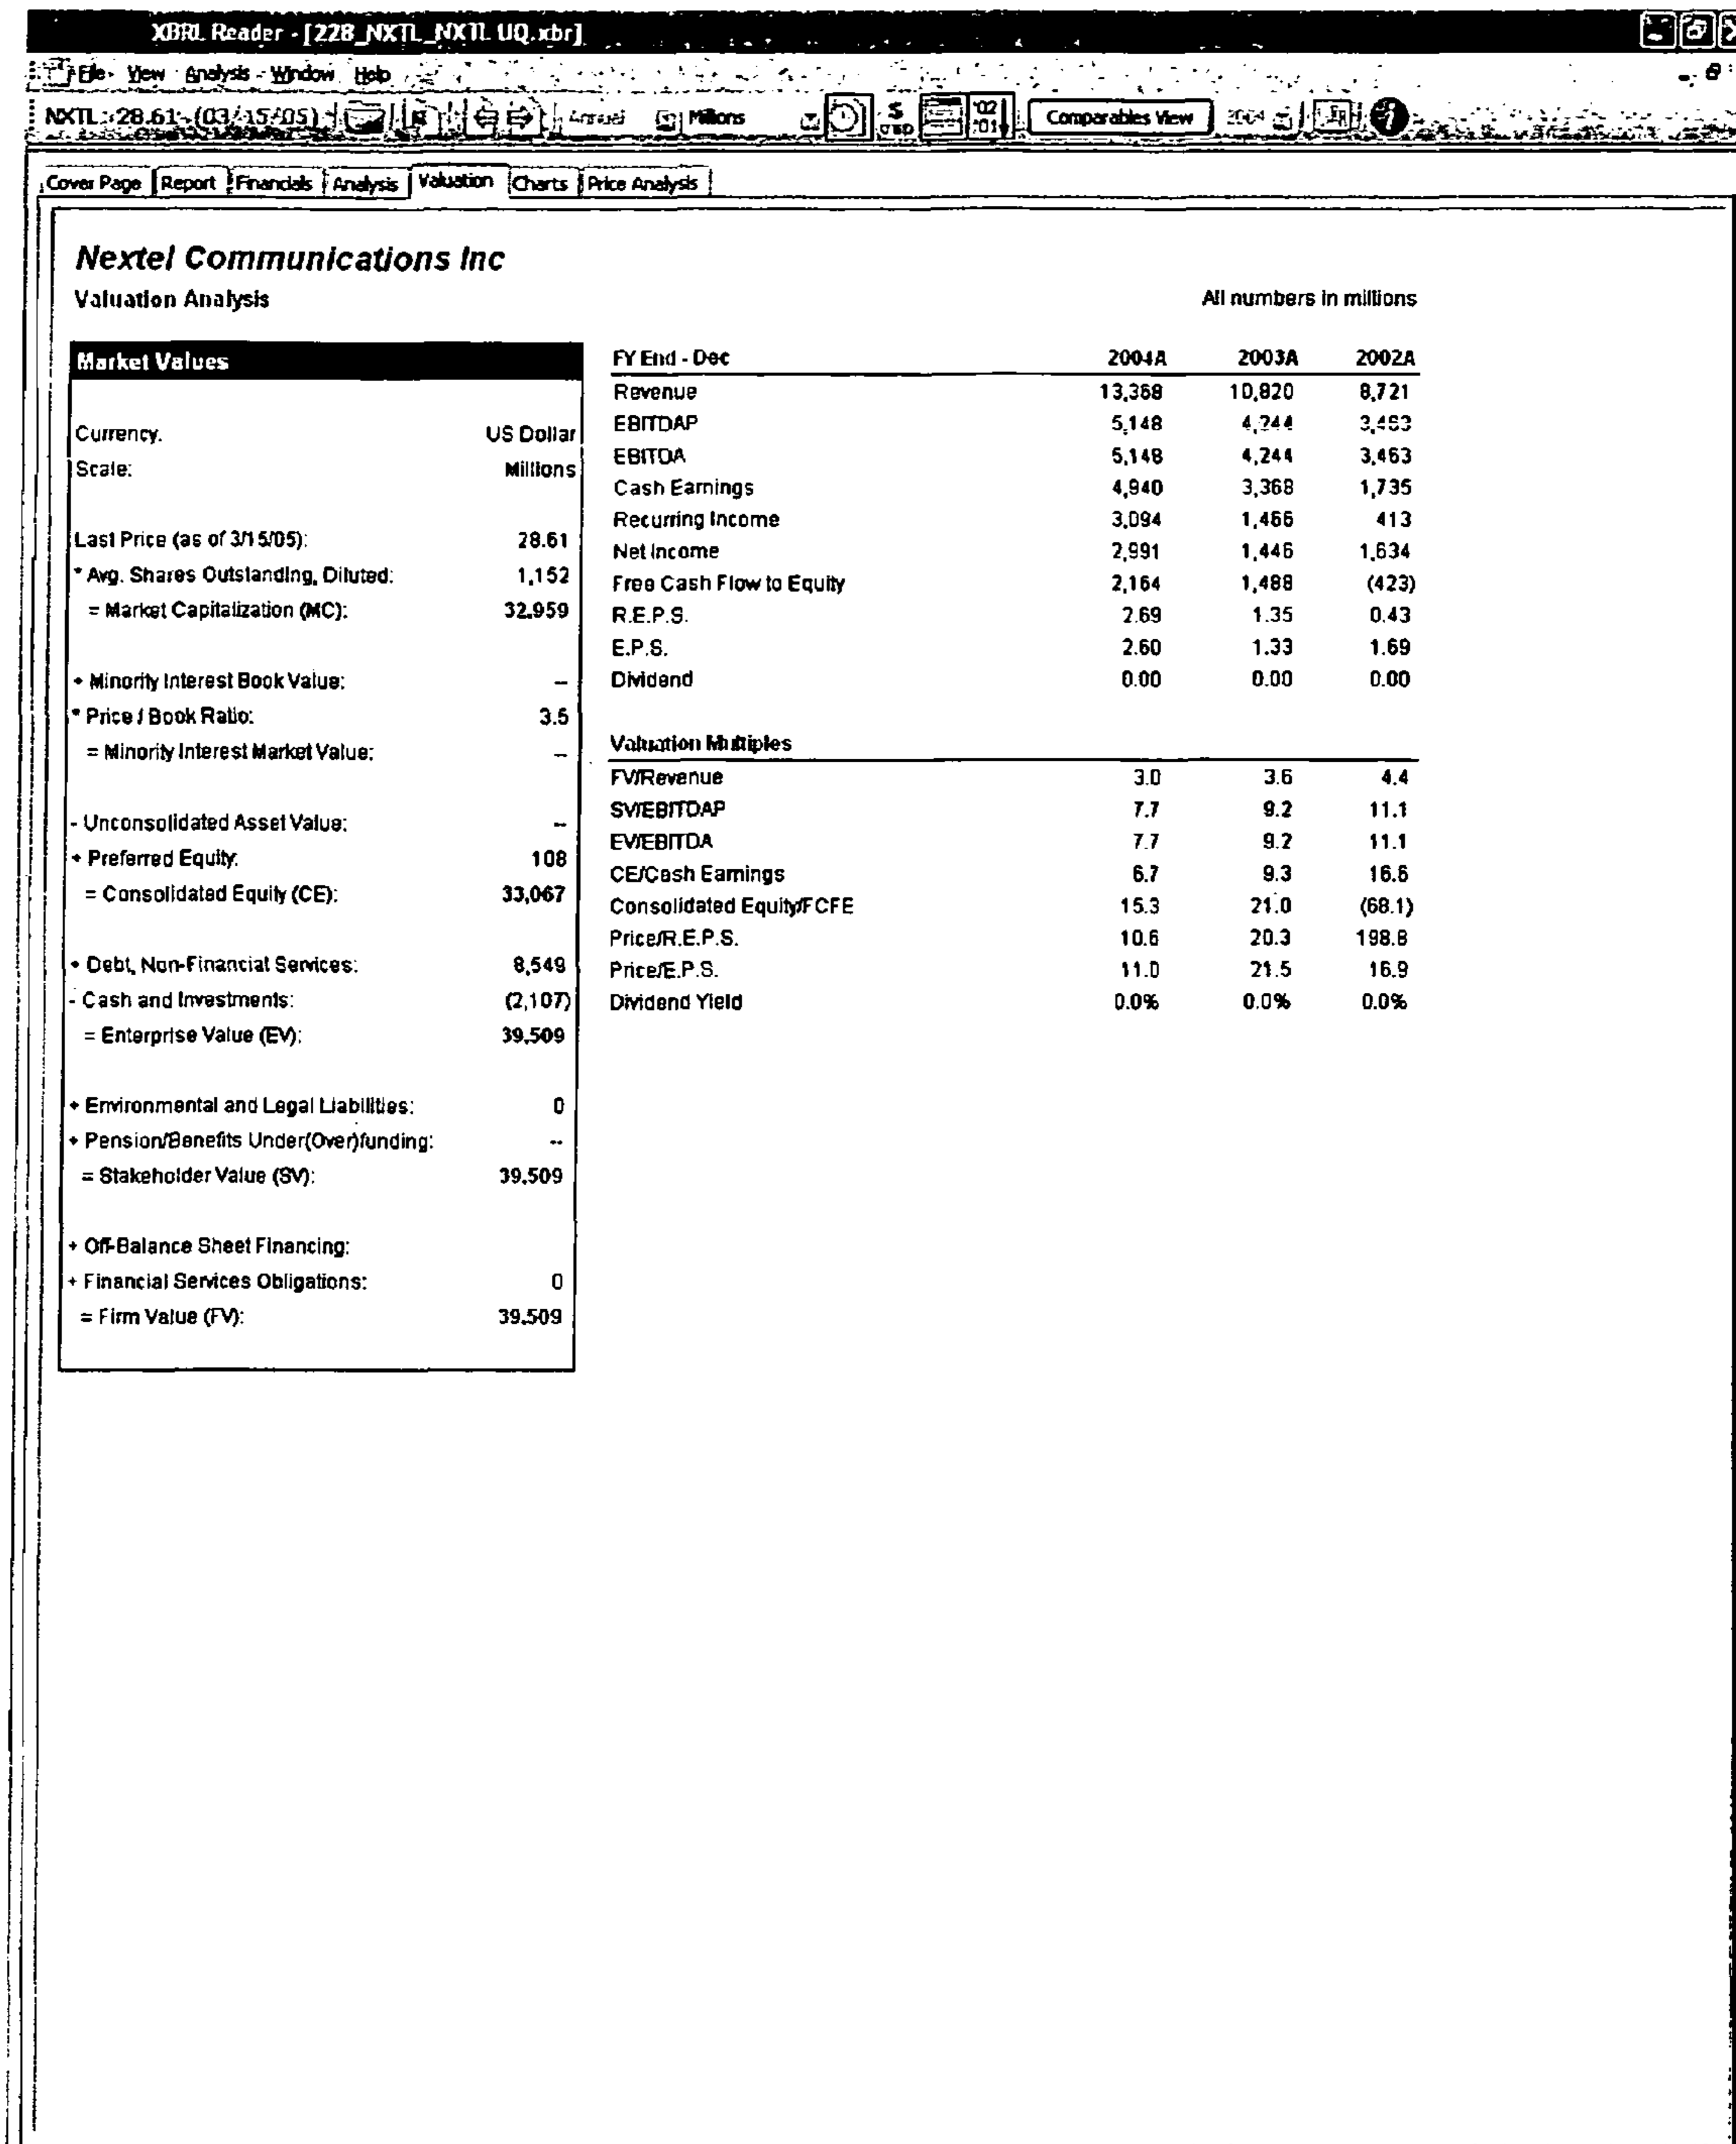 XBRL Reader - [228_NXTL_NXTL UQ.xbr]
File View Analysis Window Help
NXTL: 28.61 (03/15/05) Annual Millions $ USD '02 '01 Comparables View 2004
Cover Page Report Financials Analysis Valuation Charts Price Analysis
Nextel Communications Inc
Valuation Analysis
All numbers in millions
Market Values
Currency: US Dollar
Scale: Millions
Last Price (as of 3/15/05): 28.61
* Avg. Shares Outstanding, Diluted: 1,152
= Market Capitalization (MC): 32,959
+ Minority Interest Book Value: --
* Price / Book Ratio: 3.5
= Minority Interest Market Value: --
- Unconsolidated Asset Value: --
+ Preferred Equity: 108
= Consolidated Equity (CE): 33,067
+ Debt, Non-Financial Services: 8,549
- Cash and Investments: (2,107)
= Enterprise Value (EV): 39,509
+ Environmental and Legal Liabilities: 0
+ Pension/Benefits Under(Over)funding: --
= Stakeholder Value (SV): 39,509
+ Off-Balance Sheet Financing:
+ Financial Services Obligations: 0
= Firm Value (FV): 39,509
FY End - Dec 2004A 2003A 2002A
Revenue 13,368 10,820 8,721
EBITDAP 5,148 4,244 3,463
EBITDA 5,148 4,244 3,463
Cash Earnings 4,940 3,368 1,735
Recurring Income 3,094 1,466 413
Net Income 2,991 1,446 1,634
Free Cash Flow to Equity 2,164 1,488 (423)
R.E.P.S. 2.69 1.35 0.43
E.P.S. 2.60 1.33 1.69
Dividend 0.00 0.00 0.00
Valuation Multiples
FV/Revenue 3.0 3.6 4.4
SV/EBITDAP 7.7 9.2 11.1
EV/EBITDA 7.7 9.2 11.1
CE/Cash Earnings 6.7 9.3 16.6
Consolidated Equity/FCFE 15.3 21.0 (68.1)
Price/R.E.P.S. 10.6 20.3 198.8
Price/E.P.S. 11.0 21.5 16.9
Dividend Yield 0.0% 0.0% 0.0%